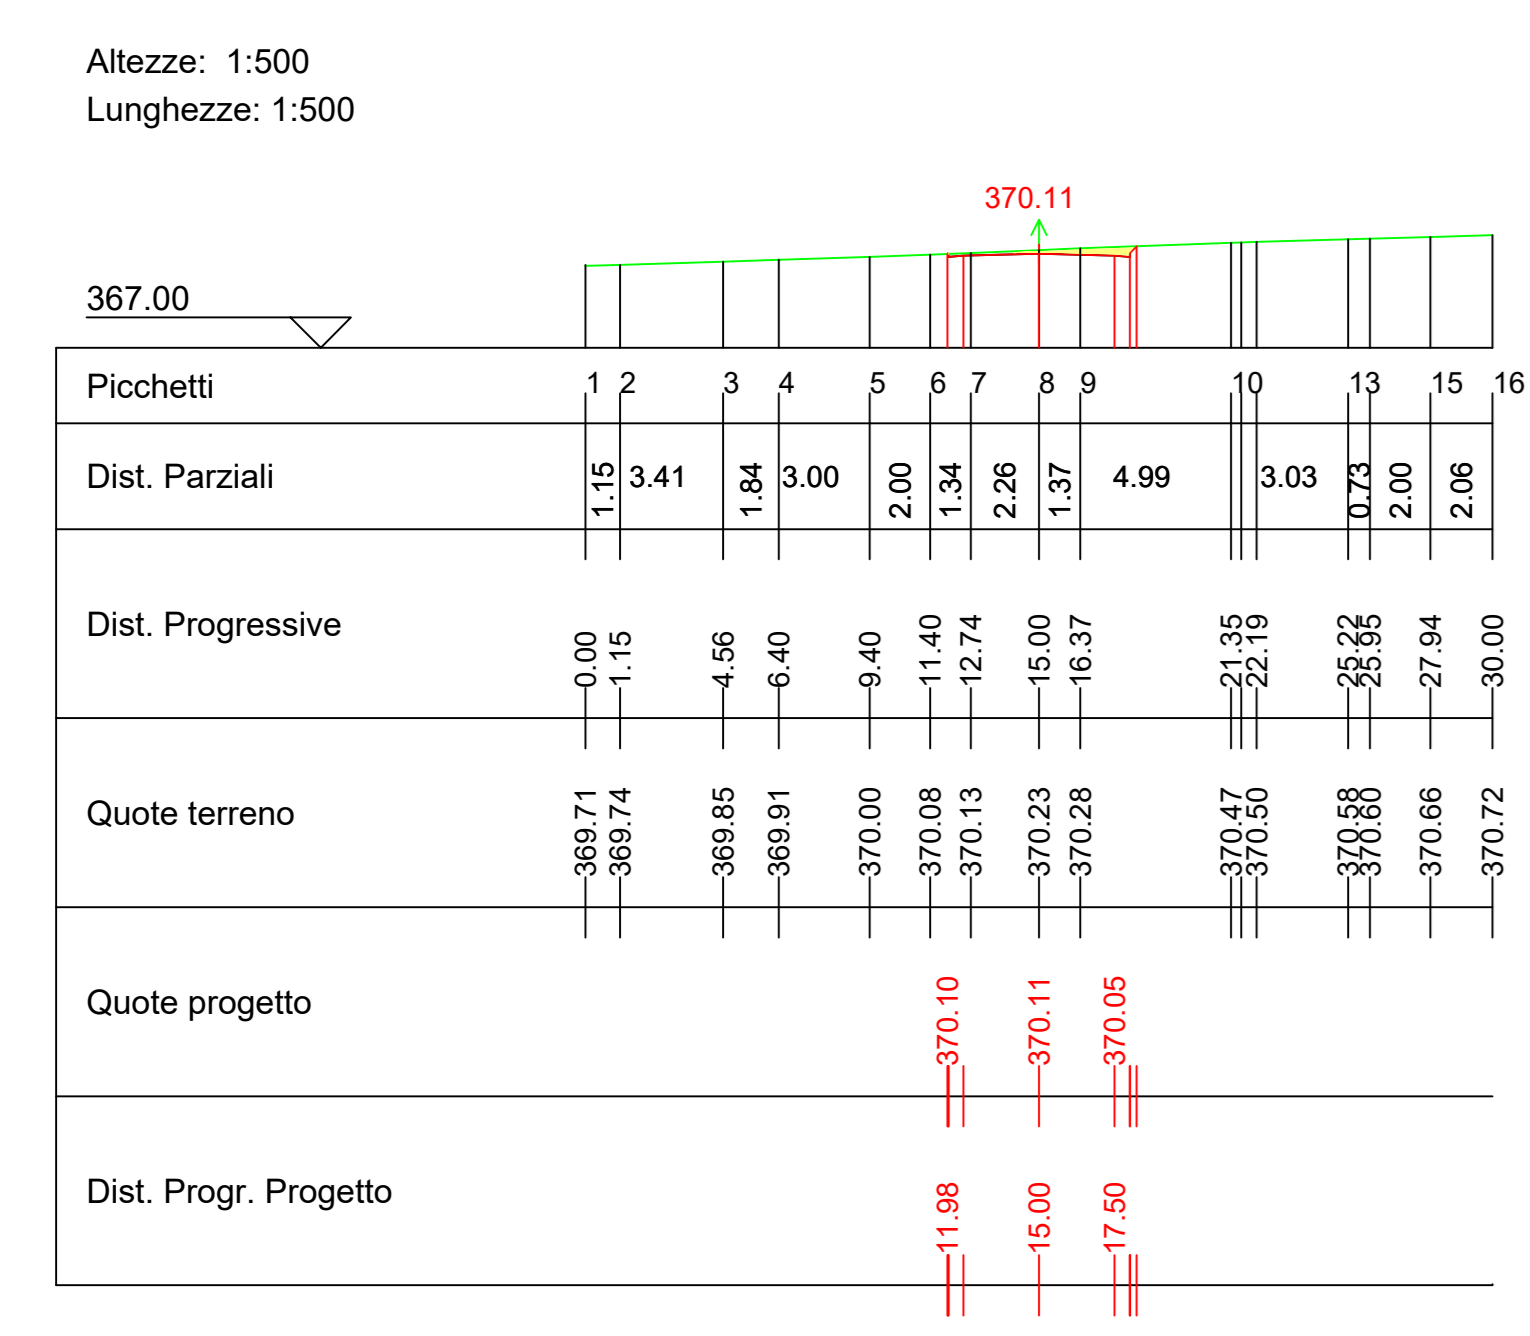 Altezze: 1:500
Lunghezze: 1:500
370.11
367.00
Picchetti 1 2 3 4 5 6 7 8 9 10 13 15 16
Dist. Parziali 1.15 3.41 1.84 3.00 2.00 1.34 2.26 1.37 4.99 3.03 0.73 2.00 2.06
Dist. Progressive 0.00 1.15 4.56 6.40 9.40 11.40 12.74 15.00 16.37 21.35 22.19 25.22 25.95 27.94 30.00
Quote terreno 369.71 369.74 369.85 369.91 370.00 370.08 370.13 370.23 370.28 370.47 370.50 370.58 370.60 370.66 370.72
Quote progetto 370.10 370.11 370.05
Dist. Progr. Progetto 11.98 15.00 17.50